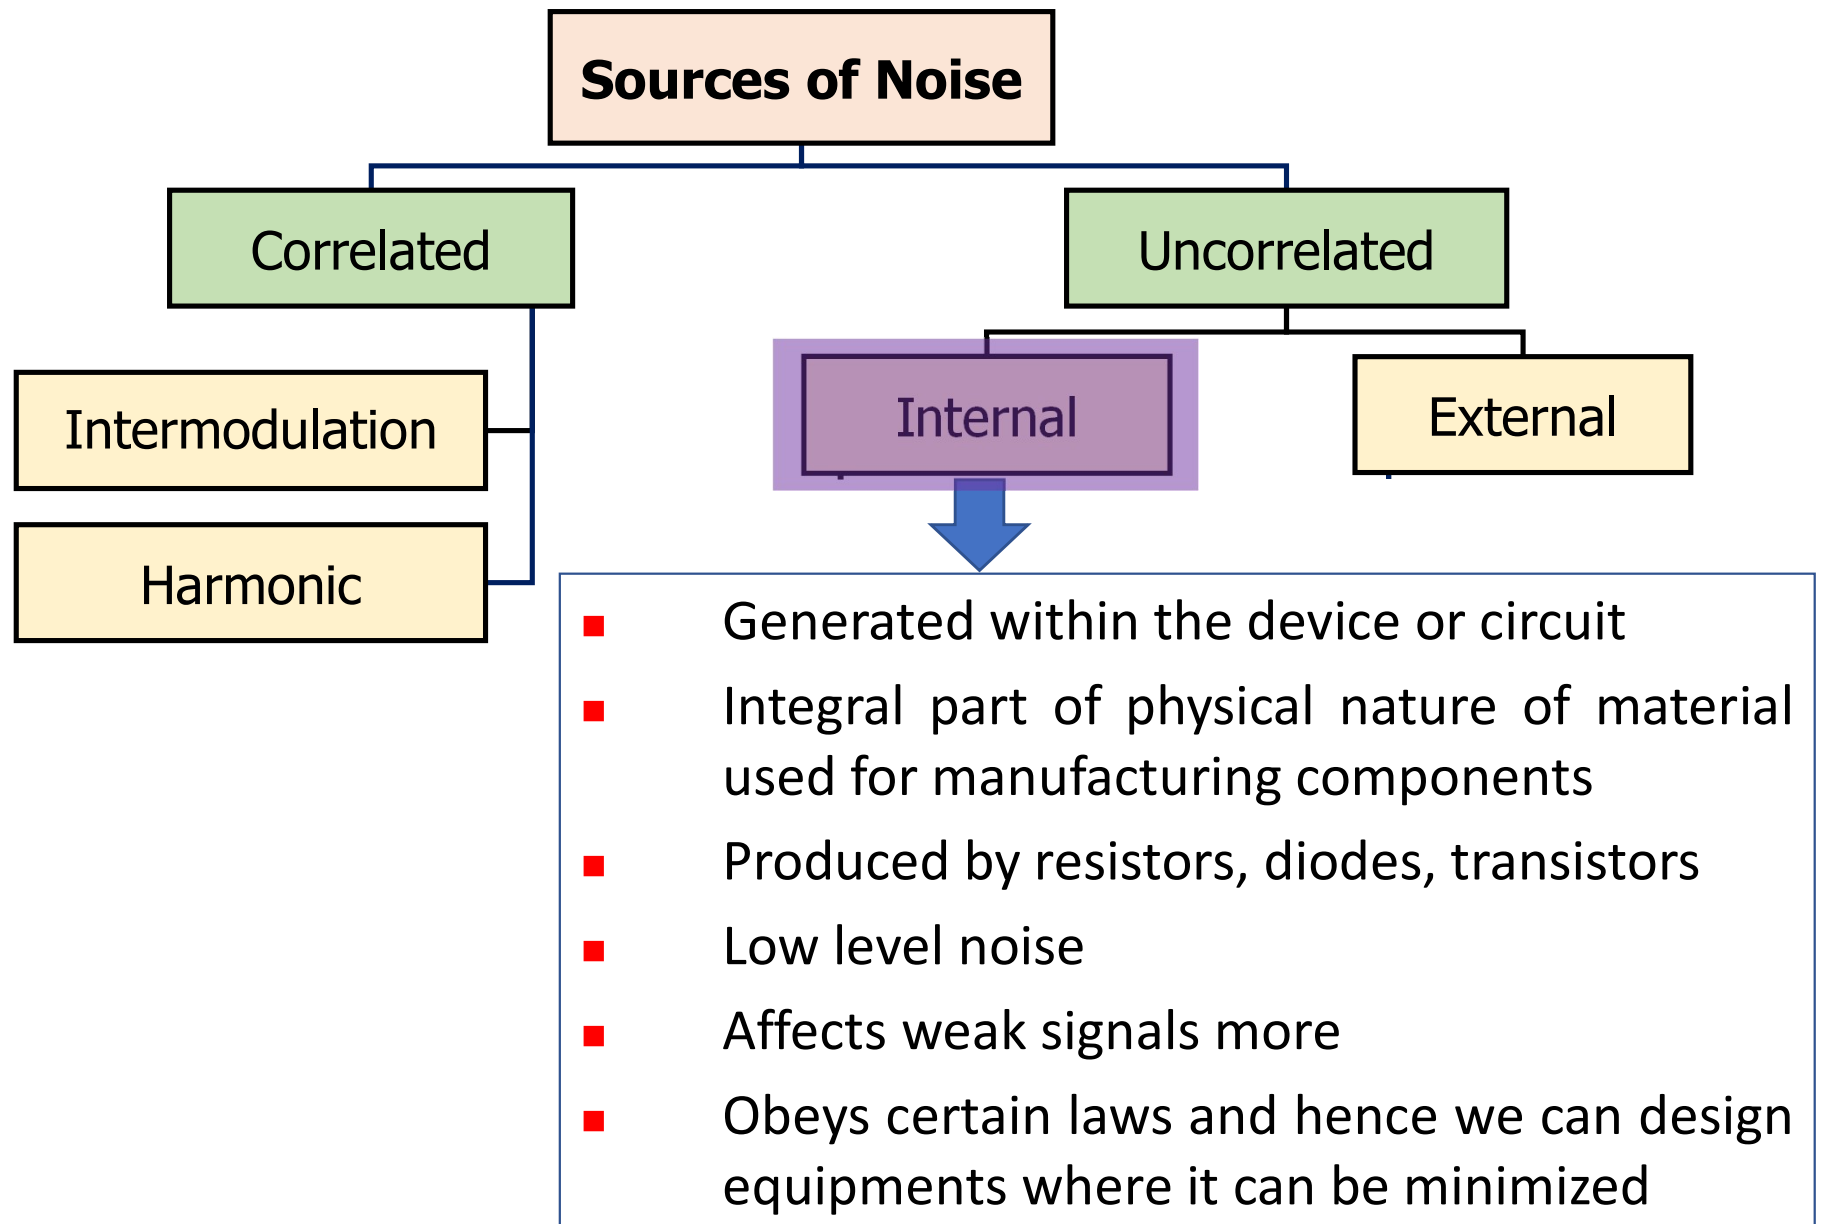 Sources of Noise
Correlated
Uncorrelated
Intermodulation
Harmonic
Internal
External
Generated within the device or circuit
Integral part of physical nature of material
used for manufacturing components
Produced by resistors, diodes, transistors
Low level noise
Affects weak signals more
Obeys certain laws and hence we can design
equipments where it can be minimized